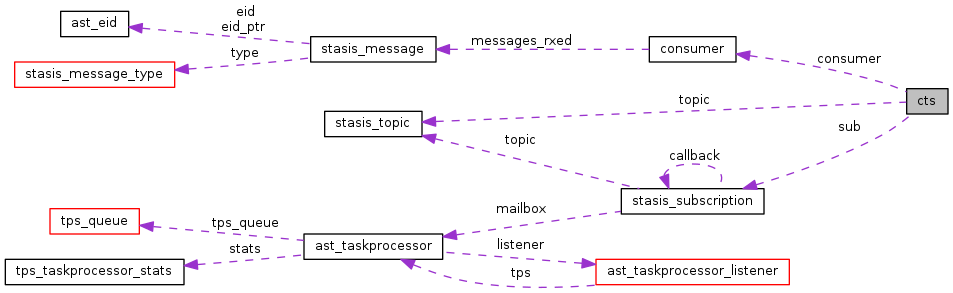 eid
ast_eid
eid_ptr
stasis_message
messages_rxed
consumer
type
stasis_message_type
consumer
cts
topic
stasis_topic
sub
topic
callback
stasis_subscription
mailbox
tps_queue
tps_queue
ast_taskprocessor
listener
stats
tps_taskprocessor_stats
tps
ast_taskprocessor_listener